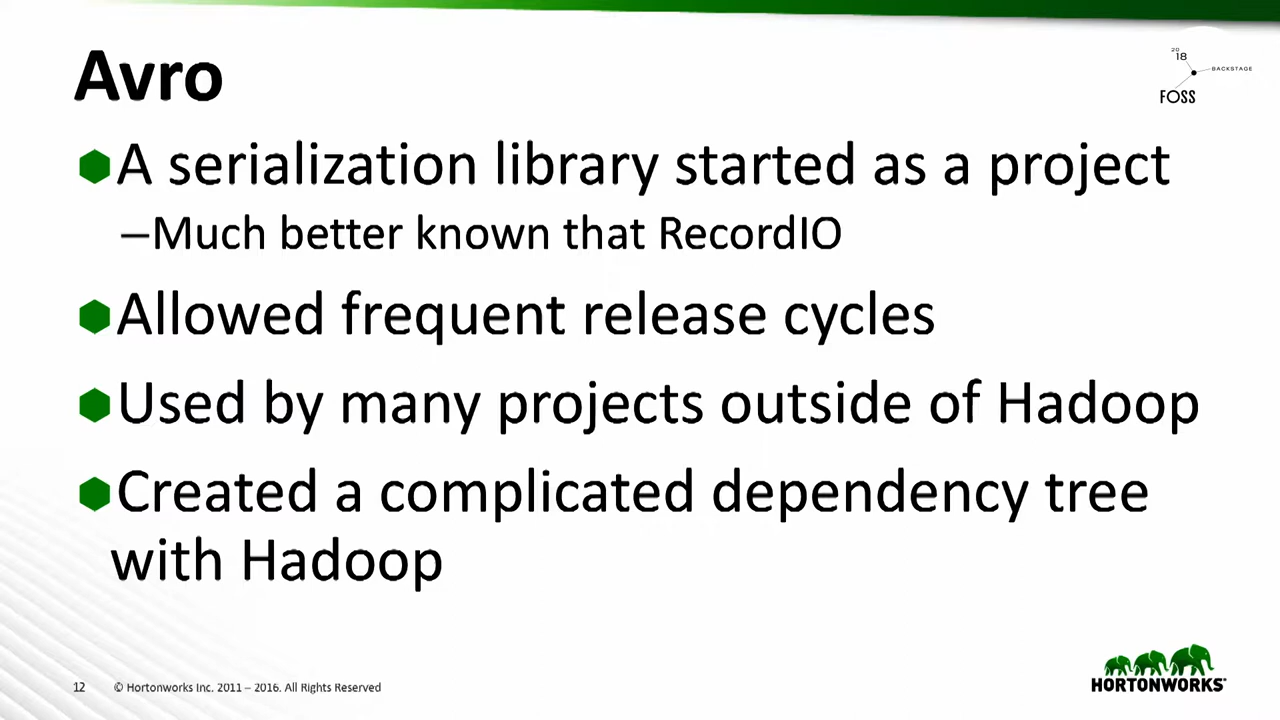 Avro
20
18
BACKSTAGE
FOSS
A serialization library started as a project
–Much better known that RecordIO
Allowed frequent release cycles
Used by many projects outside of Hadoop
Created a complicated dependency tree
with Hadoop
12 © Hortonworks Inc. 2011 – 2016. All Rights Reserved
HORTONWORKS